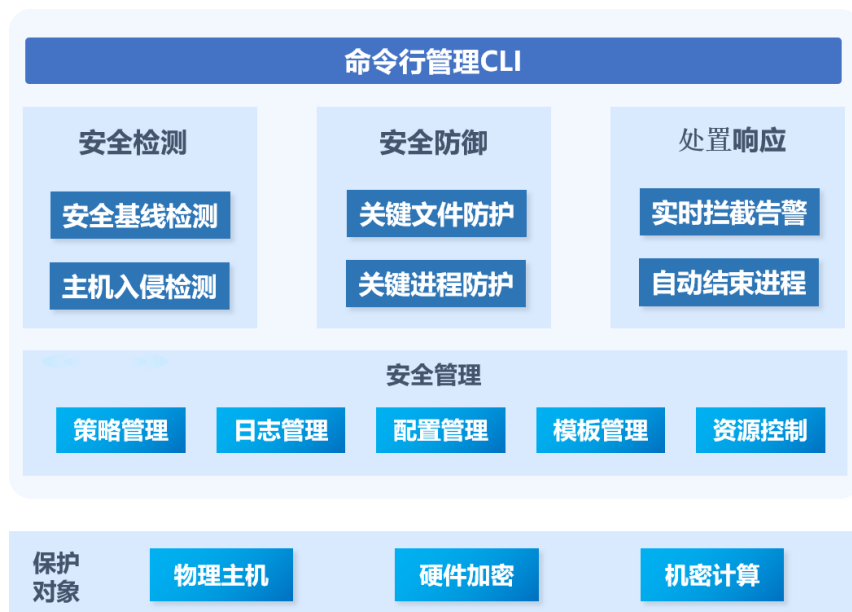 命令行管理CLI
安全检测
安全防御
处置响应
安全基线检测
关键文件防护
实时拦截告警
主机入侵检测
关键进程防护
自动结束进程
安全管理
策略管理
日志管理
配置管理
模板管理
资源控制
保护
对象
物理主机
硬件加密
机密计算